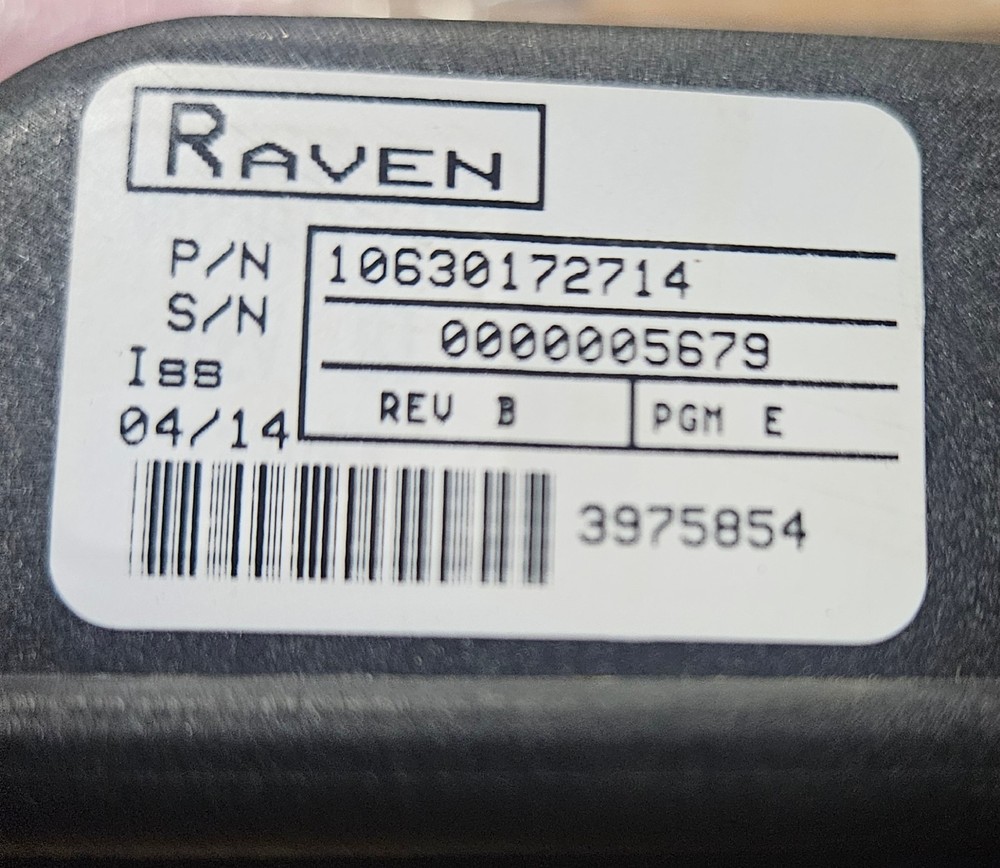 RAVEN
P/N 10630172714
S/N 0000005679
Iss
04/14 REV B PGM E
3975854